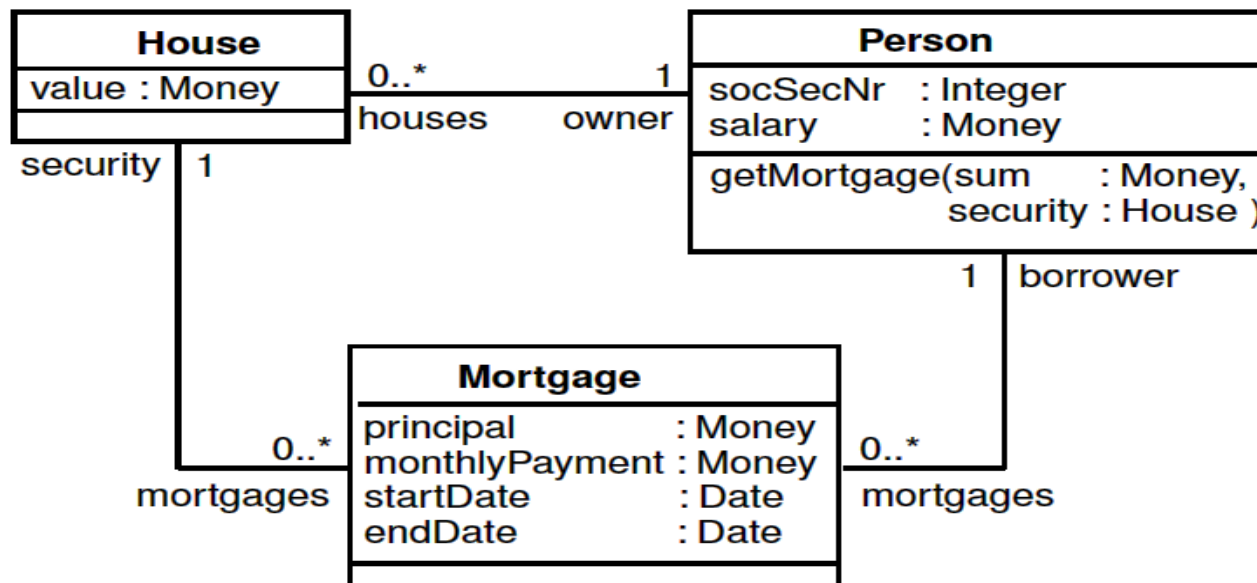 House
value : Money
0..*
houses
1
owner
Person
socSecNr : Integer
salary : Money
getMortgage(sum : Money,
security : House )
security
1
1
borrower
Mortgage
principal : Money
monthlyPayment : Money
startDate : Date
endDate : Date
0..*
mortgages
0..*
mortgages